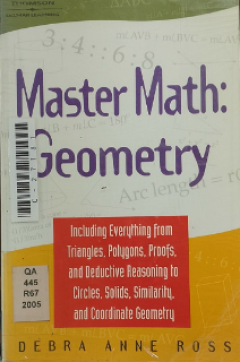 3:4::6:8
Master Math:
Geometry
Arc length = r
Including Everything from
Triangles, Polygons, Proofs,
and Deductive Reasoning to
Circles, Solids, Similarity,
and Coordinate Geometry
QA
445
R67
2005
DEBRA ANNE ROSS